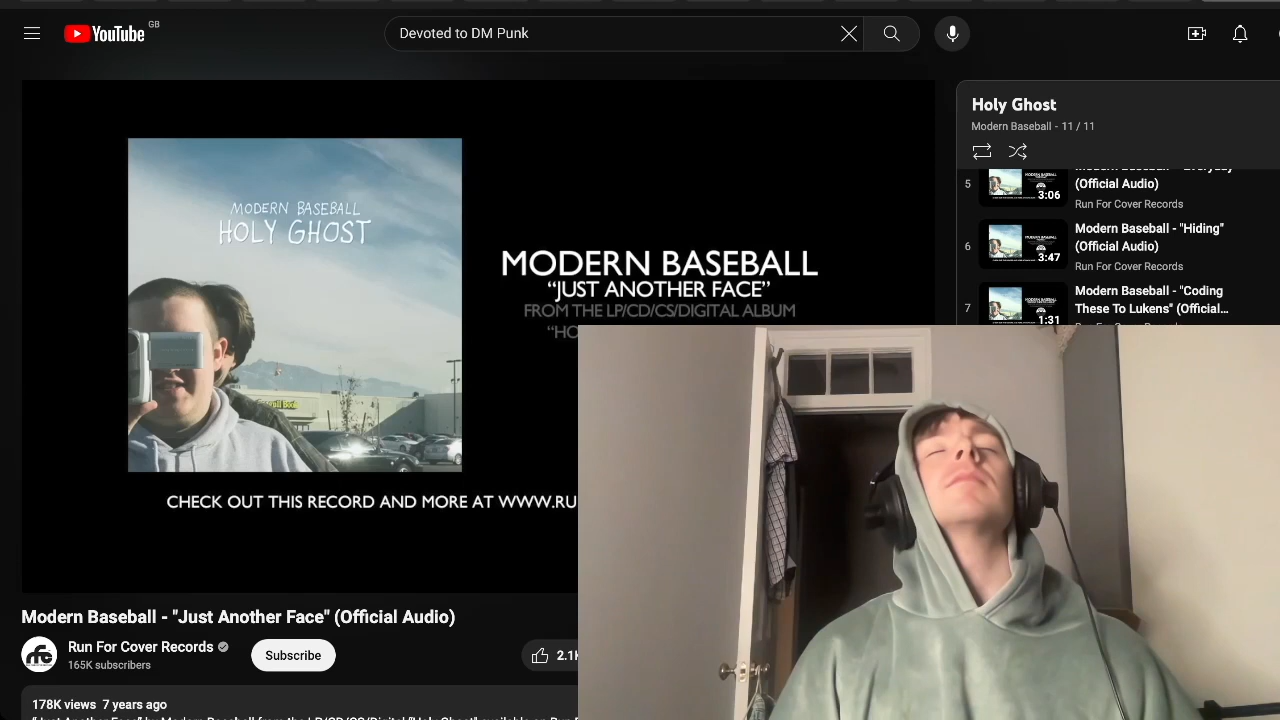 YouTube GB
Devoted to DM Punk
MODERN BASEBALL
HOLY GHOST
MODERN BASEBALL
“JUST ANOTHER FACE”
FROM THE LP/CD/CS/DIGITAL ALBUM
“HO
CHECK OUT THIS RECORD AND MORE AT WWW.RU
Holy Ghost
Modern Baseball - 11 / 11
5
(Official Audio)
3:06
Run For Cover Records
6
Modern Baseball - "Hiding"
(Official Audio)
3:47
Run For Cover Records
7
Modern Baseball - "Coding
These To Lukens" (Official...
1:31
Modern Baseball - "Just Another Face" (Official Audio)
Run For Cover Records
165K subscribers
Subscribe
2.1K
178K views 7 years ago